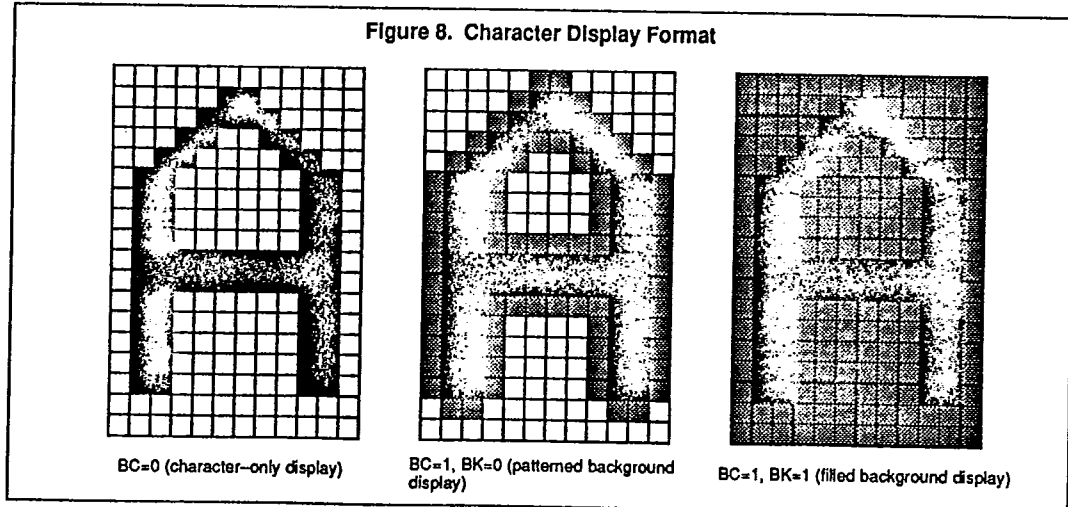 Figure 8. Character Display Format
BC=0 (character–only display)
BC=1, BK=0 (patterned background
display)
BC=1, BK=1 (filled background display)